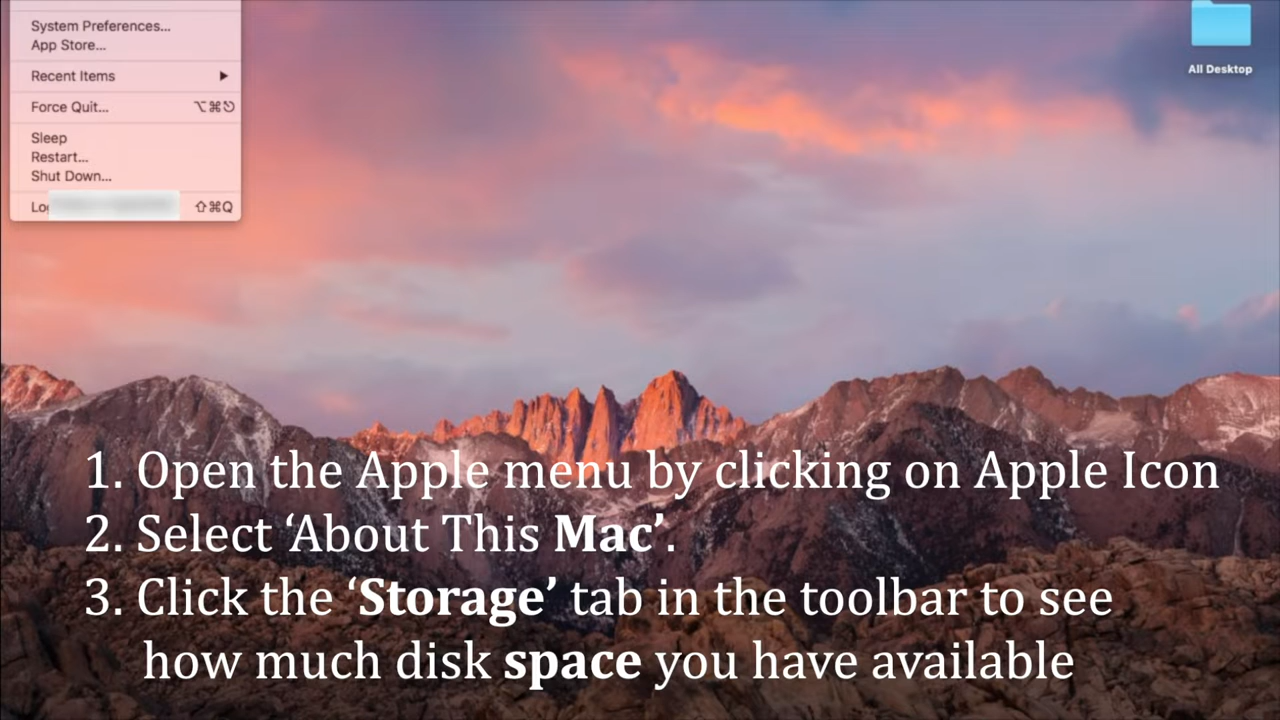 System Preferences...
App Store...
Recent Items ▶
Force Quit... ⌥⌘⎋
Sleep
Restart...
Shut Down...
⇧⌘Q
All Desktop
1. Open the Apple menu by clicking on Apple Icon
2. Select ‘About This Mac’.
3. Click the ‘Storage’ tab in the toolbar to see
how much disk space you have available